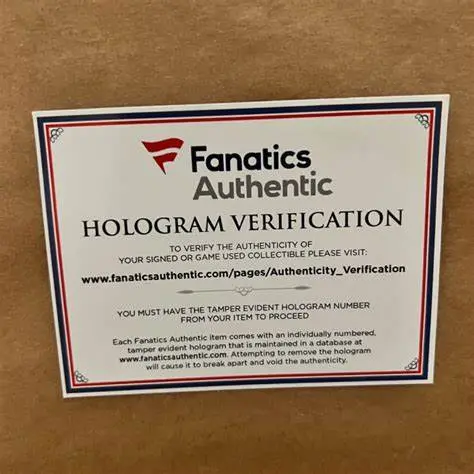 Fanatics
Authentic
HOLOGRAM VERIFICATION
TO VERIFY THE AUTHENTICITY OF
YOUR SIGNED OR GAME USED COLLECTIBLE PLEASE VISIT:
www.fanaticsauthentic.com/pages/Authenticity_Verification
YOU MUST HAVE THE TAMPER EVIDENT HOLOGRAM NUMBER
FROM YOUR ITEM TO PROCEED
Each Fanatics Authentic item comes with an individually numbered,
tamper evident hologram that is maintained in a database at
www.fanaticsauthentic.com. Attempting to remove the hologram
will cause it to break apart and void the authenticity.